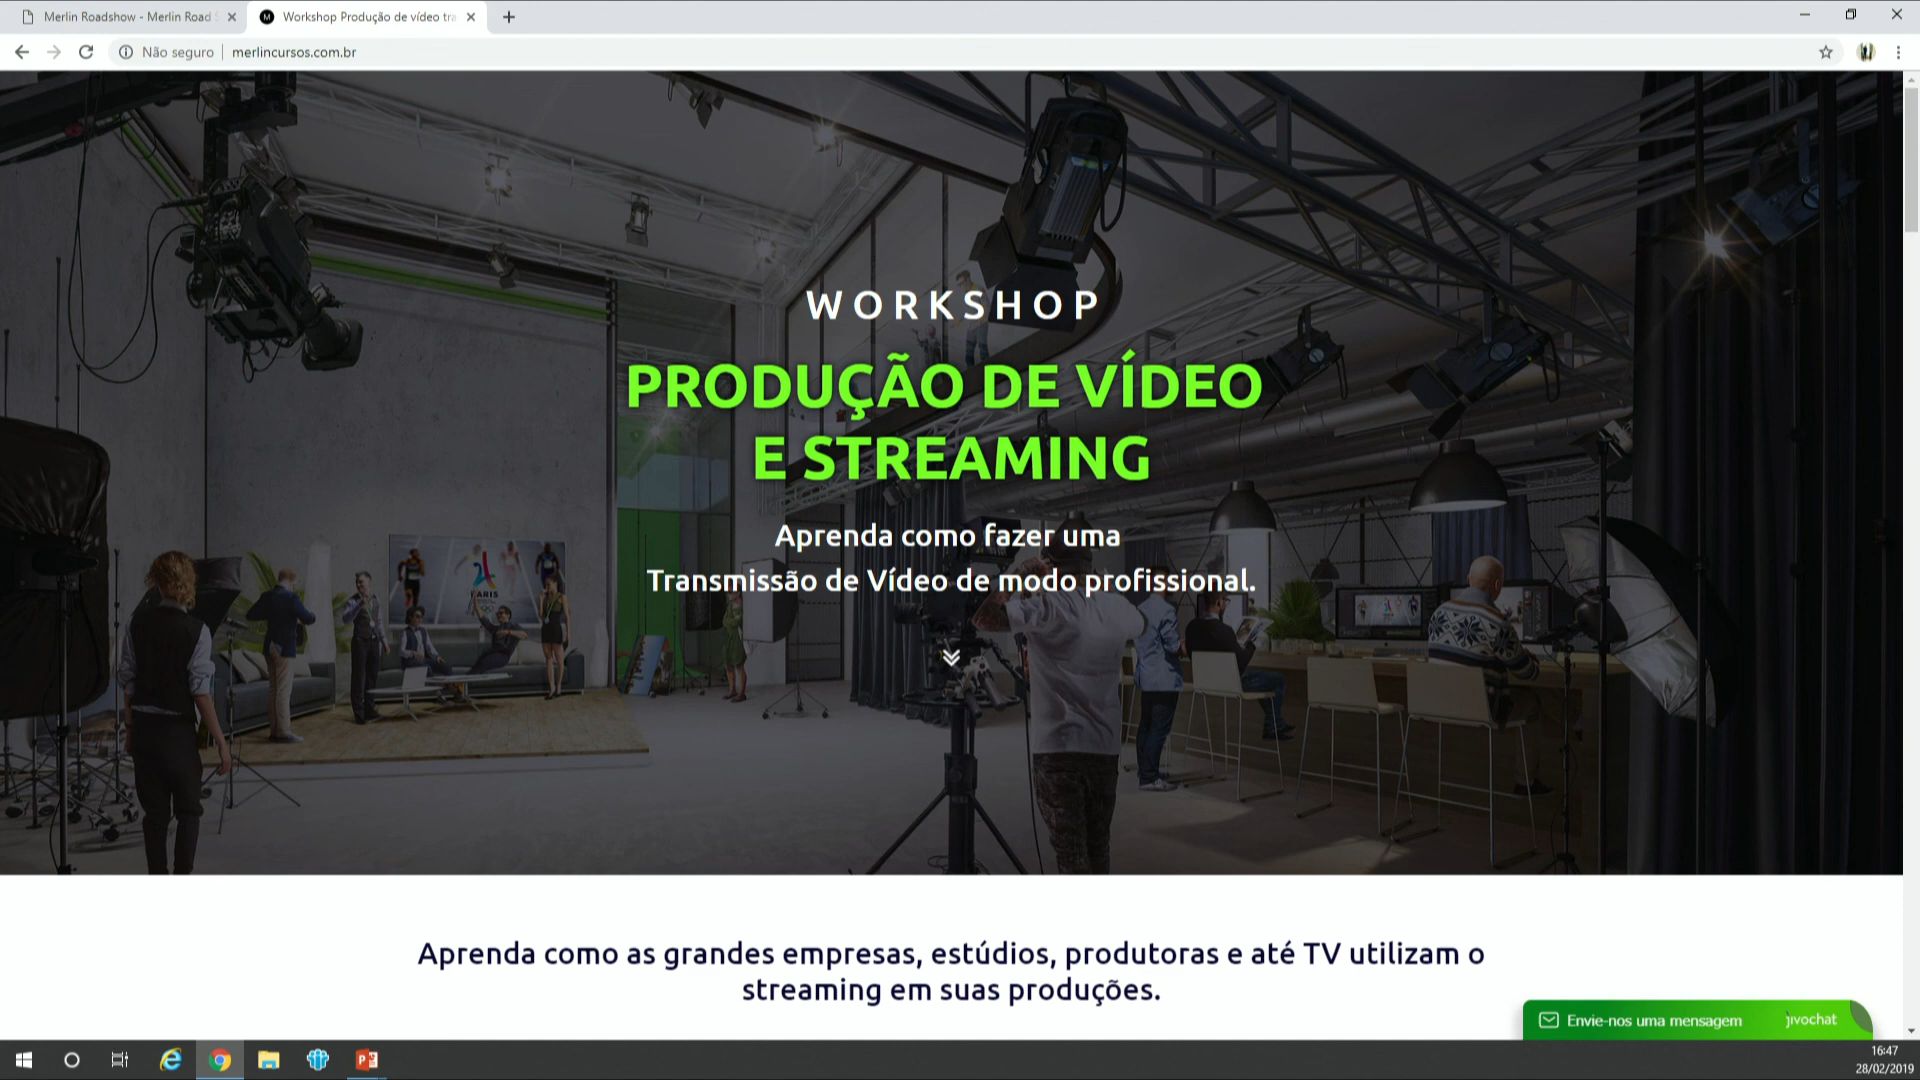 Merlin Roadshow - Merlin Road S
Workshop Produção de vídeo tra
Não seguro
merlincursos.com.br
WORKSHOP
PRODUÇÃO DE VÍDEO
E STREAMING
Aprenda como fazer uma
Transmissão de Vídeo de modo profissional.
PARIS
Aprenda como as grandes empresas, estúdios, produtoras e até TV utilizam o
streaming em suas produções.
Envie-nos uma mensagem
jivochat
16:47
28/02/2019